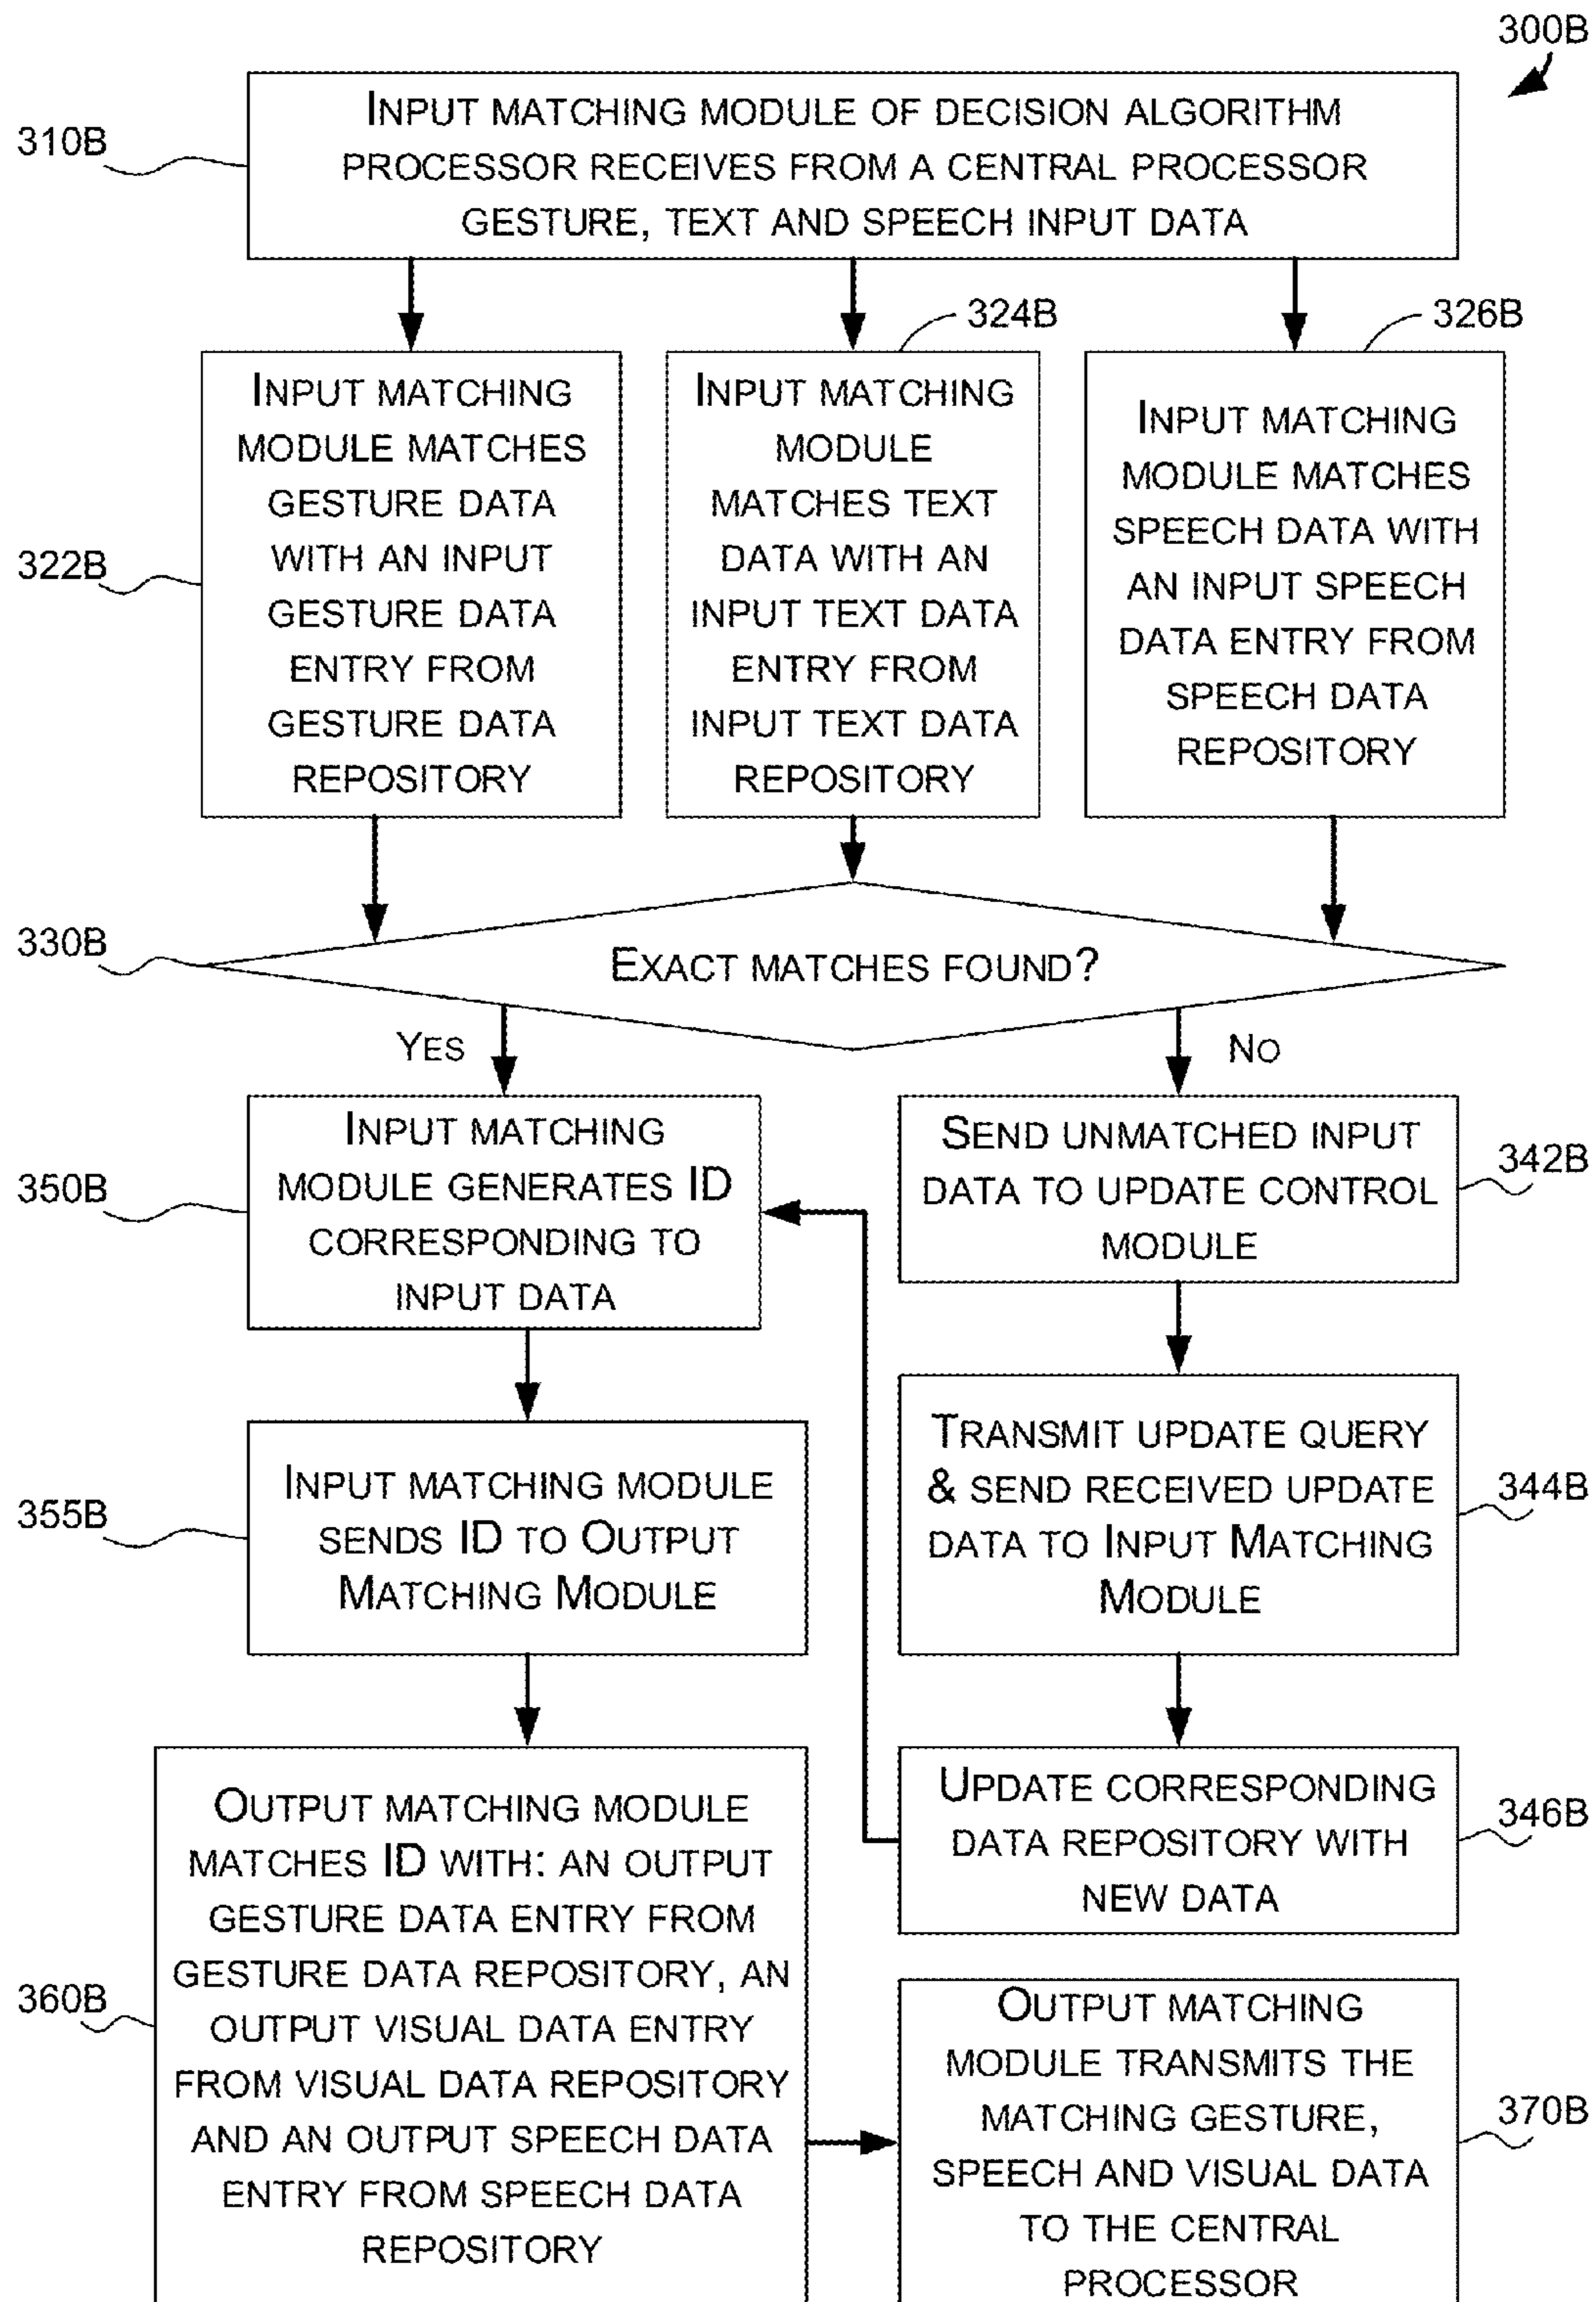 300B
310B
INPUT MATCHING MODULE OF DECISION ALGORITHM
PROCESSOR RECEIVES FROM A CENTRAL PROCESSOR
GESTURE, TEXT AND SPEECH INPUT DATA
322B
INPUT MATCHING
MODULE MATCHES
GESTURE DATA
WITH AN INPUT
GESTURE DATA
ENTRY FROM
GESTURE DATA
REPOSITORY
324B
INPUT MATCHING
MODULE
MATCHES TEXT
DATA WITH AN
INPUT TEXT DATA
ENTRY FROM
INPUT TEXT DATA
REPOSITORY
326B
INPUT MATCHING
MODULE MATCHES
SPEECH DATA WITH
AN INPUT SPEECH
DATA ENTRY FROM
SPEECH DATA
REPOSITORY
330B
EXACT MATCHES FOUND?
YES
NO
350B
INPUT MATCHING
MODULE GENERATES ID
CORRESPONDING TO
INPUT DATA
342B
SEND UNMATCHED INPUT
DATA TO UPDATE CONTROL
MODULE
355B
INPUT MATCHING MODULE
SENDS ID TO OUTPUT
MATCHING MODULE
344B
TRANSMIT UPDATE QUERY
& SEND RECEIVED UPDATE
DATA TO INPUT MATCHING
MODULE
346B
UPDATE CORRESPONDING
DATA REPOSITORY WITH
NEW DATA
360B
OUTPUT MATCHING MODULE
MATCHES ID WITH: AN OUTPUT
GESTURE DATA ENTRY FROM
GESTURE DATA REPOSITORY, AN
OUTPUT VISUAL DATA ENTRY
FROM VISUAL DATA REPOSITORY
AND AN OUTPUT SPEECH DATA
ENTRY FROM SPEECH DATA
REPOSITORY
370B
OUTPUT MATCHING
MODULE TRANSMITS THE
MATCHING GESTURE,
SPEECH AND VISUAL DATA
TO THE CENTRAL
PROCESSOR